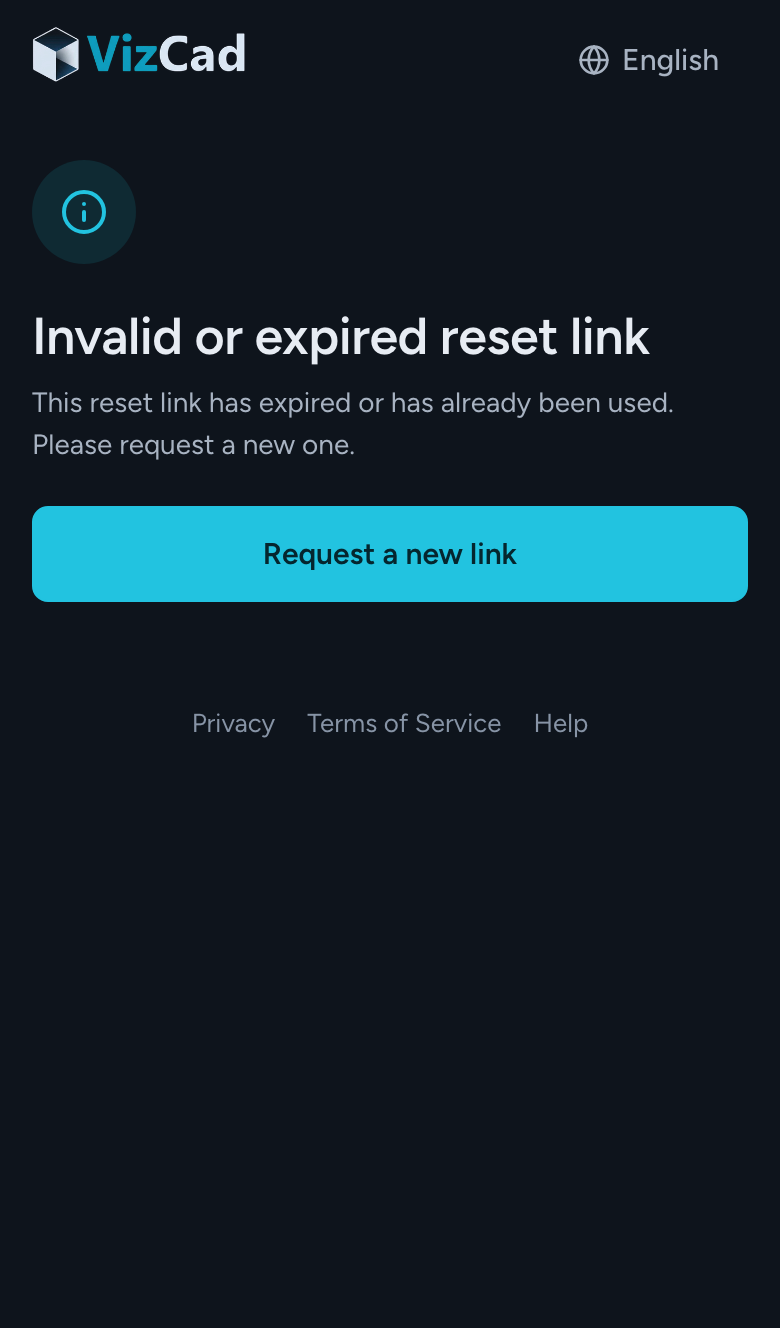 VizCad
English
Invalid or expired reset link
This reset link has expired or has already been used.
Please request a new one.
Request a new link
Privacy Terms of Service Help